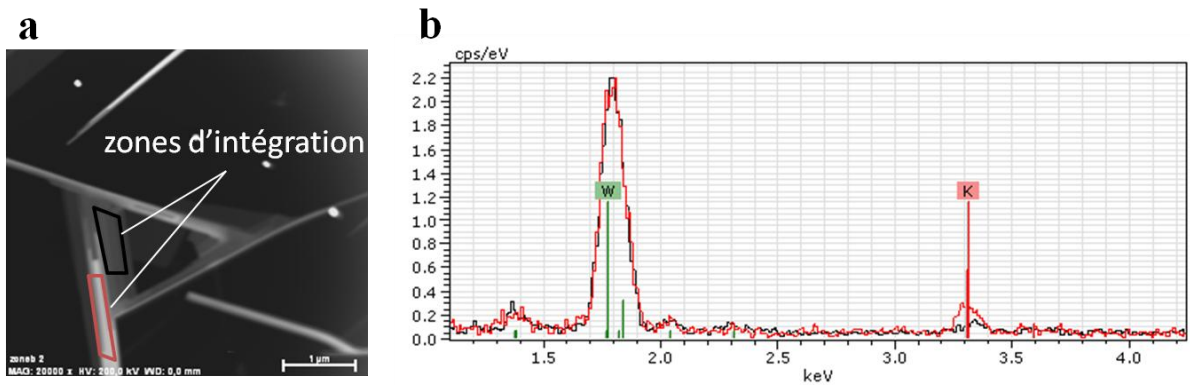 a
b
zones d'intégration
zoneb 2
MAG: 20000 x HV: 200,0 kV WD: 0,0 mm
1 µm
cps/eV
2.2
2.0
1.8
1.6
1.4
1.2
1.0
0.8
0.6
0.4
0.2
0.0
W
K
1.5 2.0 2.5 3.0 3.5 4.0
keV